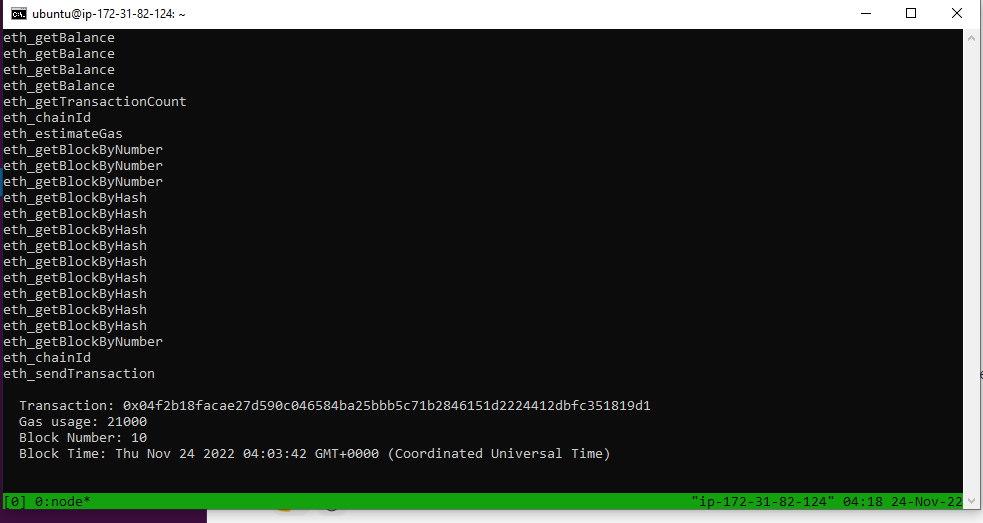 ubuntu@ip-172-31-82-124: ~
eth_getBalance
eth_getBalance
eth_getBalance
eth_getBalance
eth_getTransactionCount
eth_chainId
eth_estimateGas
eth_getBlockByNumber
eth_getBlockByNumber
eth_getBlockByNumber
eth_getBlockByHash
eth_getBlockByHash
eth_getBlockByHash
eth_getBlockByHash
eth_getBlockByHash
eth_getBlockByHash
eth_getBlockByHash
eth_getBlockByHash
eth_getBlockByHash
eth_getBlockByNumber
eth_chainId
eth_sendTransaction
Transaction: 0x04f2b18facae27d590c046584ba25bbb5c71b2846151d2224412dbfc351819d1
Gas usage: 21000
Block Number: 10
Block Time: Thu Nov 24 2022 04:03:42 GMT+0000 (Coordinated Universal Time)
[0] 0:node* "ip-172-31-82-124" 04:18 24-Nov-22